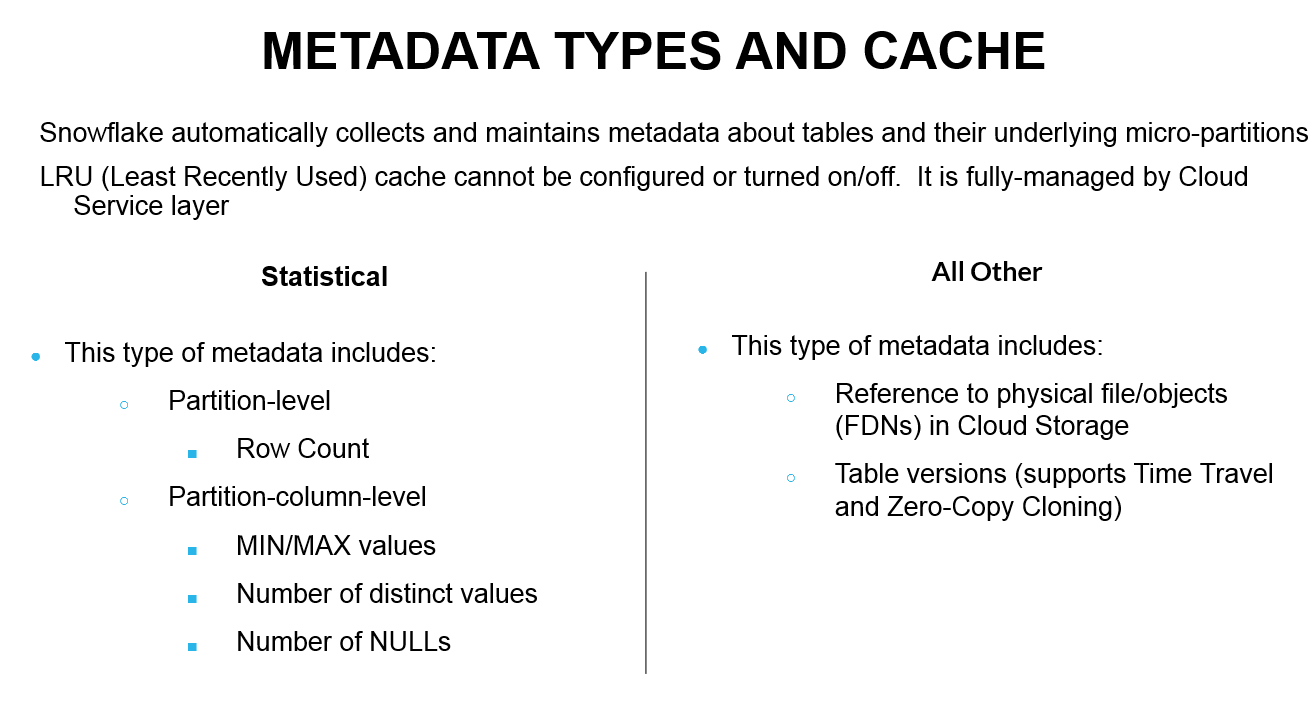 METADATA TYPES AND CACHE
Snowflake automatically collects and maintains metadata about tables and their underlying micro-partitions
LRU (Least Recently Used) cache cannot be configured or turned on/off.  It is fully-managed by Cloud
Service layer
Statistical
This type of metadata includes:
Partition-level
Row Count
Partition-column-level
MIN/MAX values
Number of distinct values
Number of NULLs
All Other
This type of metadata includes:
Reference to physical file/objects
(FDNs) in Cloud Storage
Table versions (supports Time Travel
and Zero-Copy Cloning)